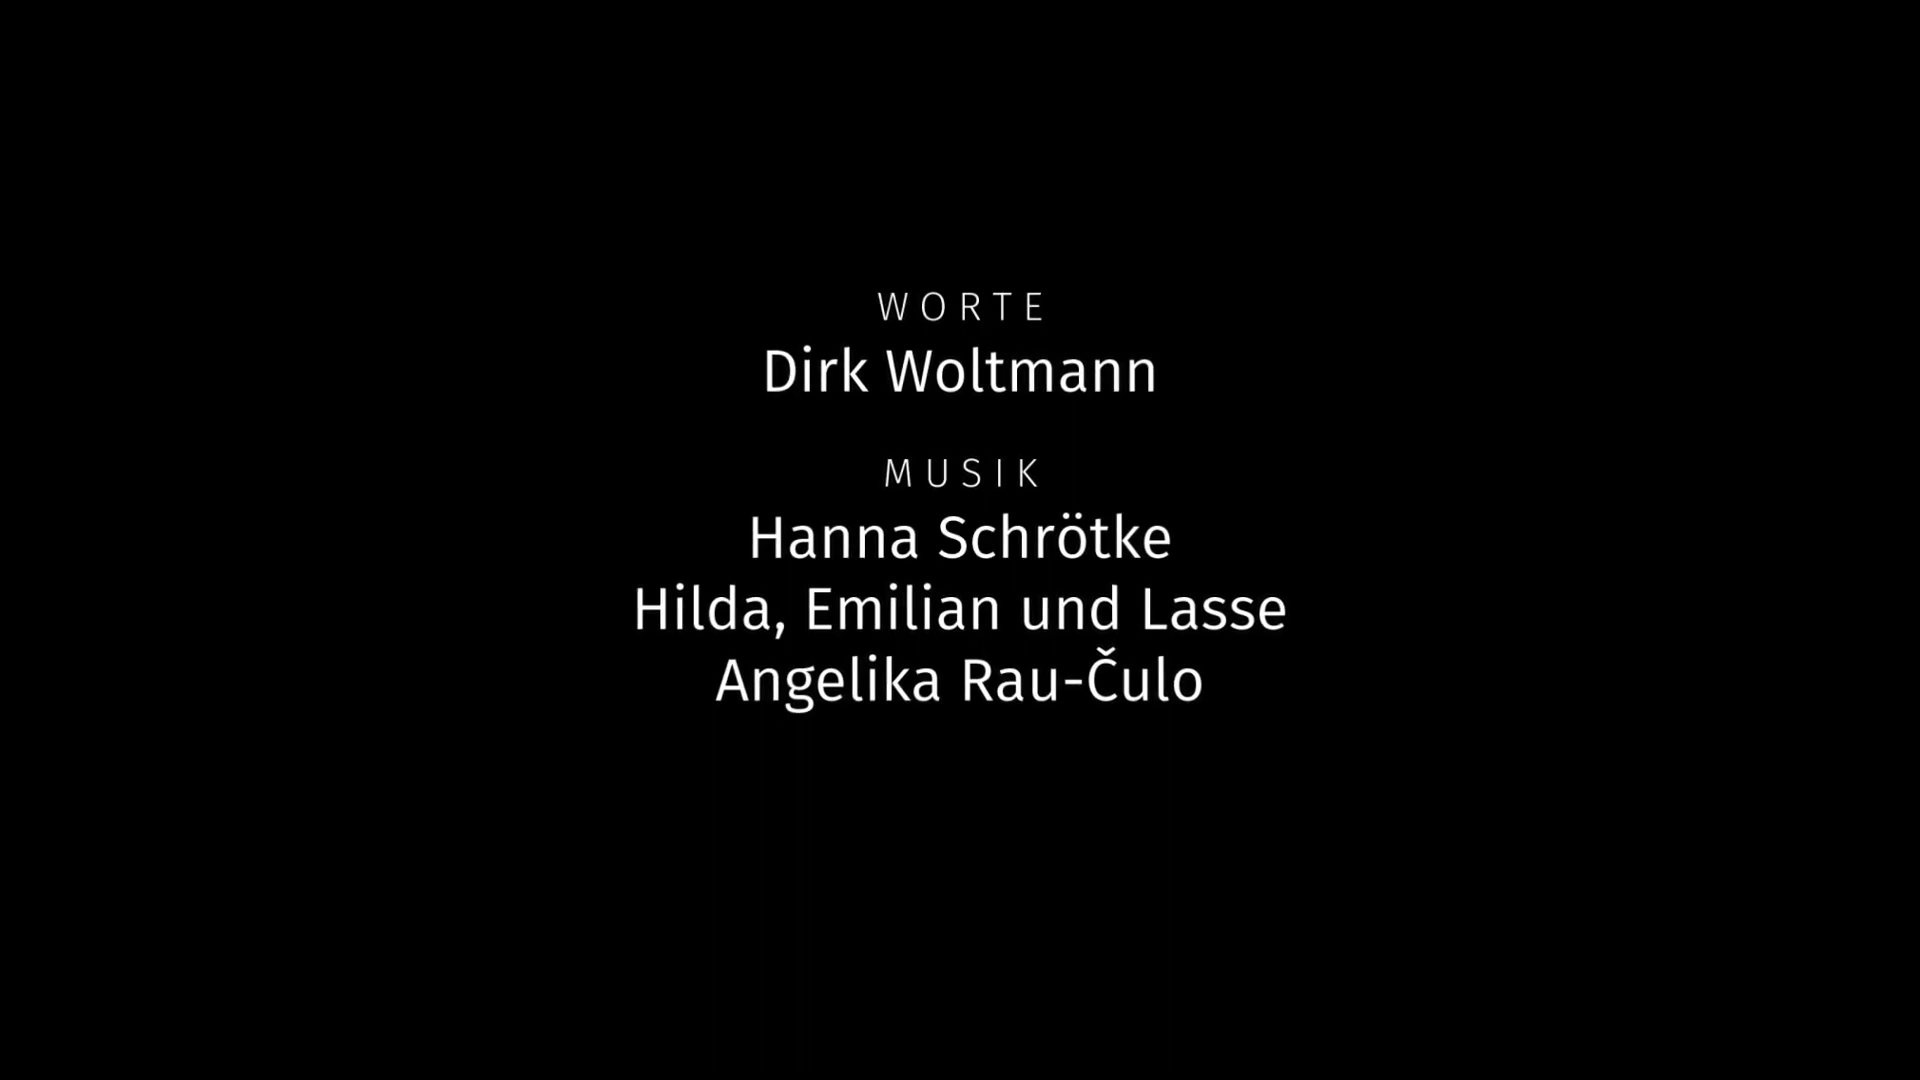 WORTE
Dirk Woltmann
MUSIK
Hanna Schrötke
Hilda, Emilian und Lasse
Angelika Rau-Čulo